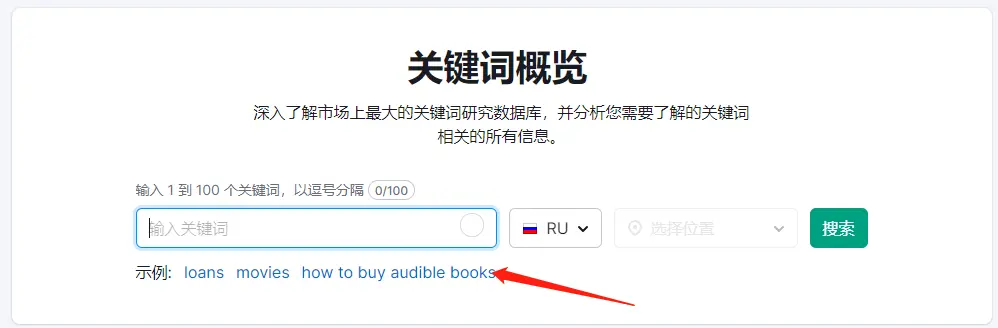 关键词概览
深入了解市场上最大的关键词研究数据库，并分析您需要了解的关键词
相关的所有信息。
输入 1 到 100 个关键词，以逗号分隔 0/100
输入关键词 RU 选择位置 搜索
示例: loans movies how to buy audible books